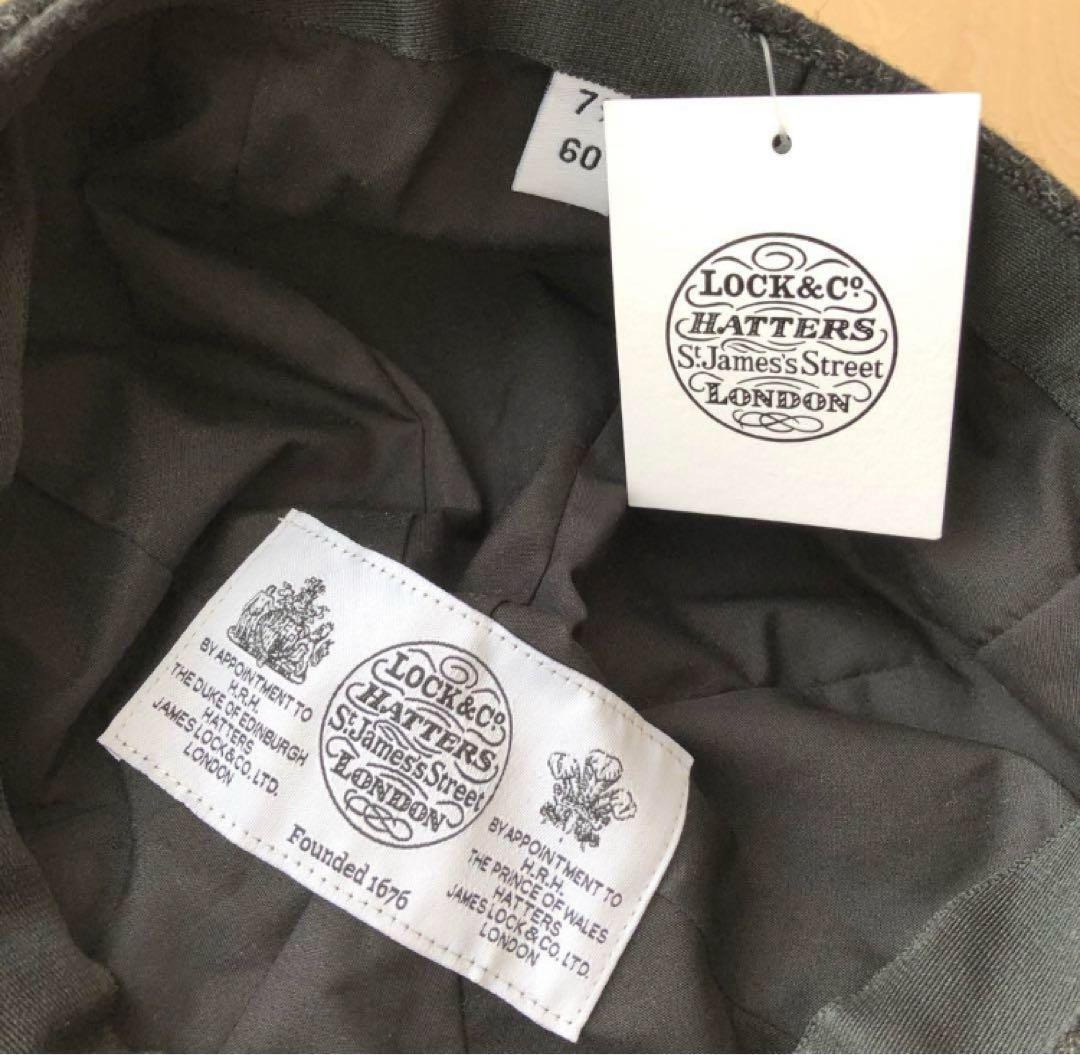 60
LOCK & Cº
HATTERS
St. James's Street
LONDON
BY APPOINTMENT TO
H.R.H.
THE DUKE OF EDINBURGH
HATTERS
JAMES LOCK & CO. LTD.
LONDON
LOCK & Cº
HATTERS
St. James's Street
LONDON
Founded 1676
BY APPOINTMENT TO
H.R.H.
THE PRINCE OF WALES
HATTERS
JAMES LOCK & CO. LTD.
LONDON